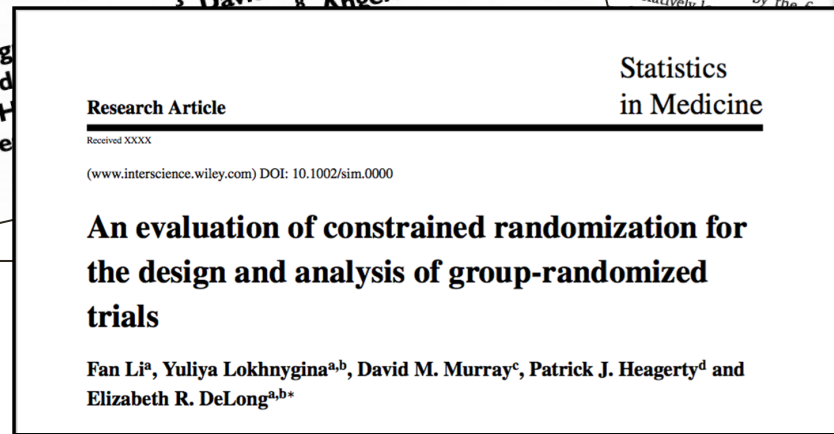 Statistics
in Medicine
Research Article
Received XXXX
(www.interscience.wiley.com) DOI: 10.1002/sim.0000
An evaluation of constrained randomization for
the design and analysis of group-randomized
trials
Fan Liᵃ, Yuliya Lokhnyginaᵃ,ᵇ, David M. Murrayᶜ, Patrick J. Heagertyᵈ and
Elizabeth R. DeLongᵃ,ᵇ*